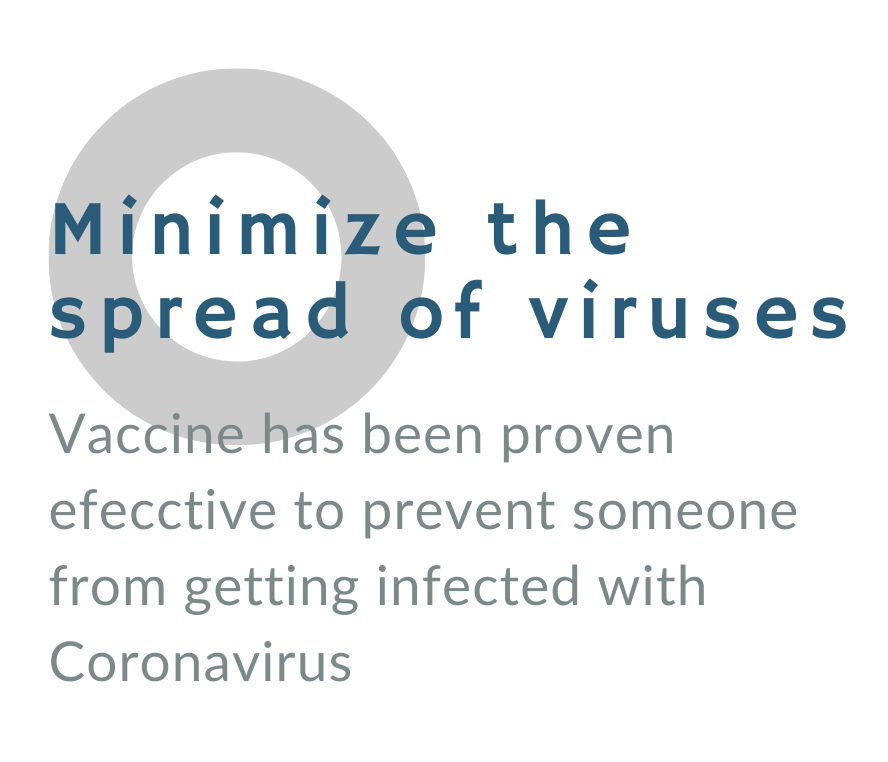 Minimize the
spread of viruses
Vaccine has been proven
efecctive to prevent someone
from getting infected with
Coronavirus